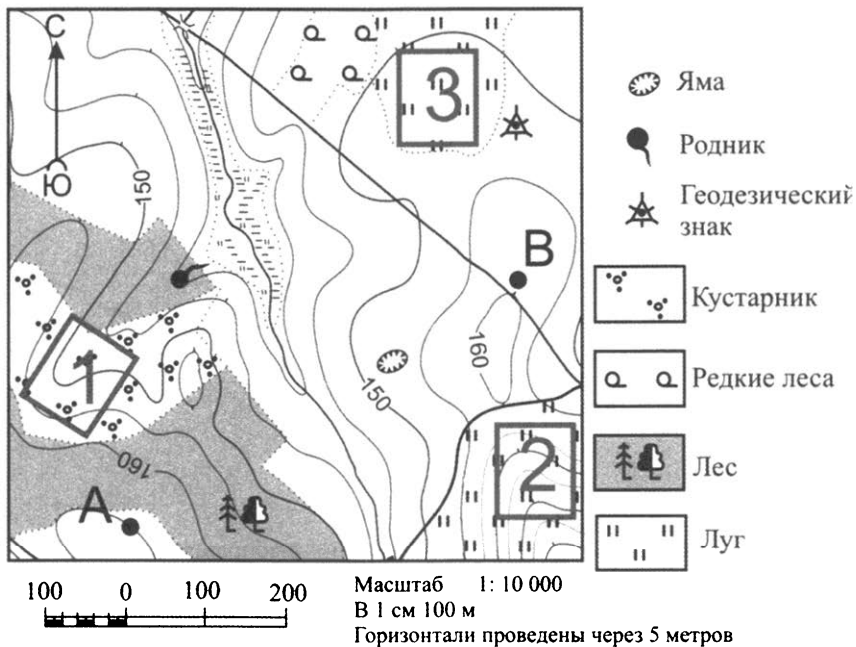 С
Ю
150
3
В
160
1
150
2
160
А
Яма
Родник
Геодезический
знак
Кустарник
Редкие леса
Лес
Луг
100 0 100 200
Масштаб 1: 10 000
В 1 см 100 м
Горизонтали проведены через 5 метров